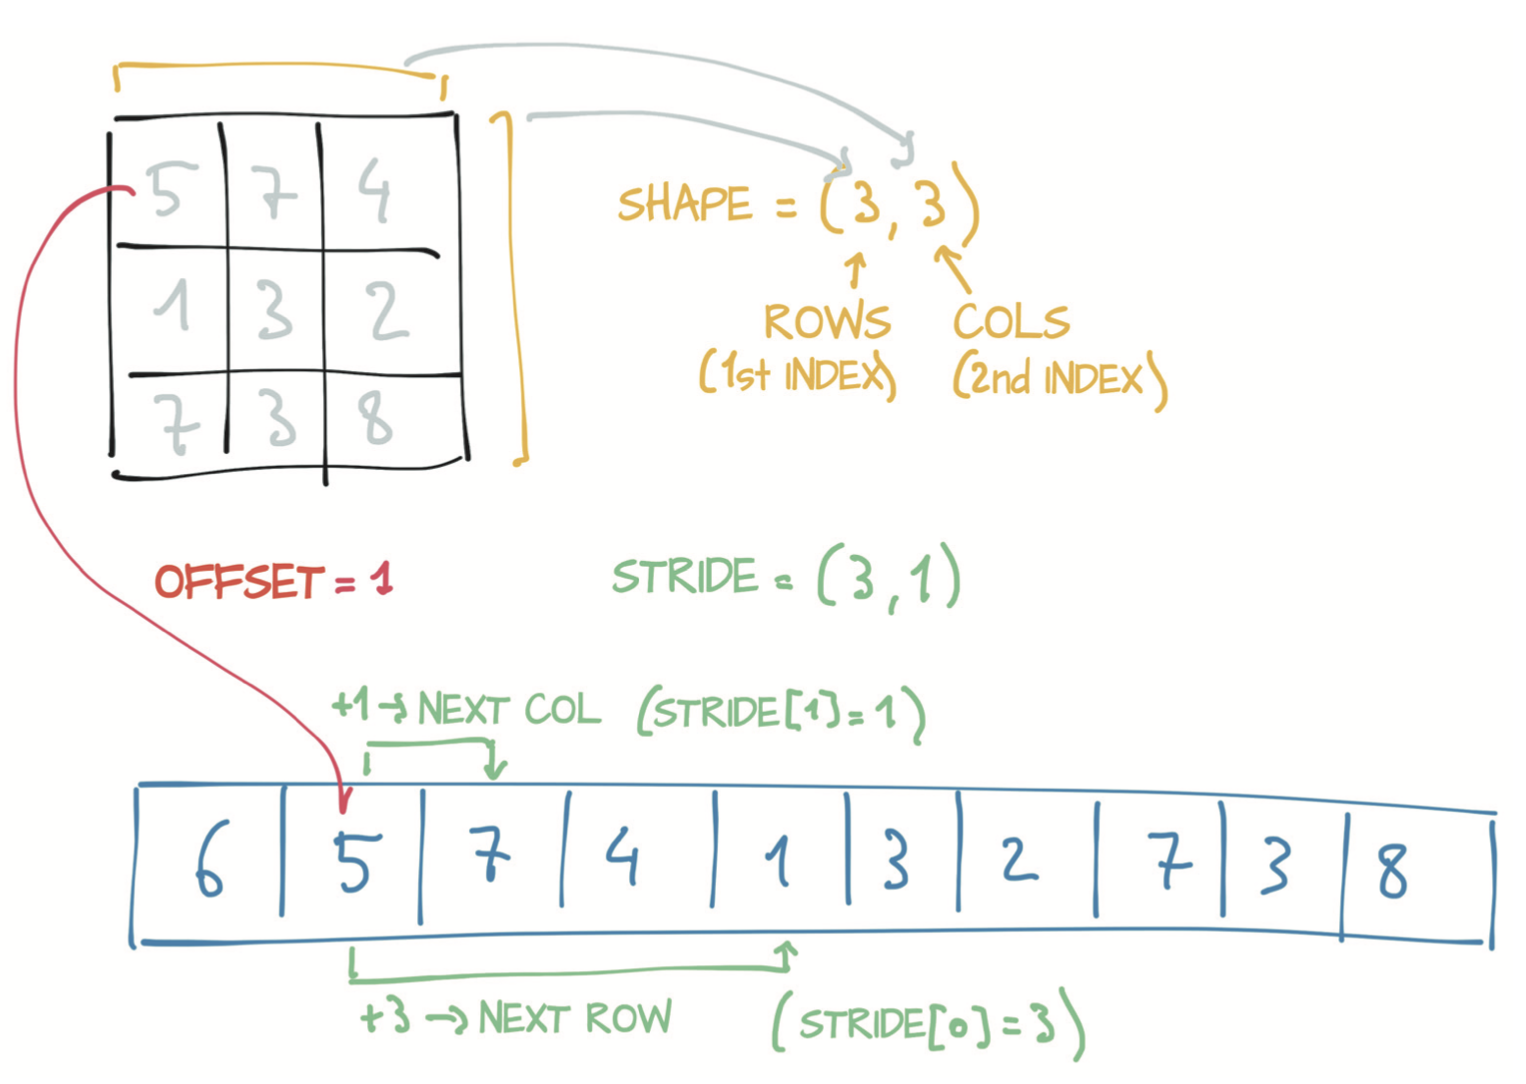 5 7 4
1 3 2
7 3 8
SHAPE = (3, 3)
ROWS
(1st INDEX)
COLS
(2nd INDEX)
OFFSET = 1
STRIDE = (3, 1)
+1 → NEXT COL (STRIDE[1] = 1)
6 5 7 4 1 3 2 7 3 8
+3 → NEXT ROW (STRIDE[0] = 3)